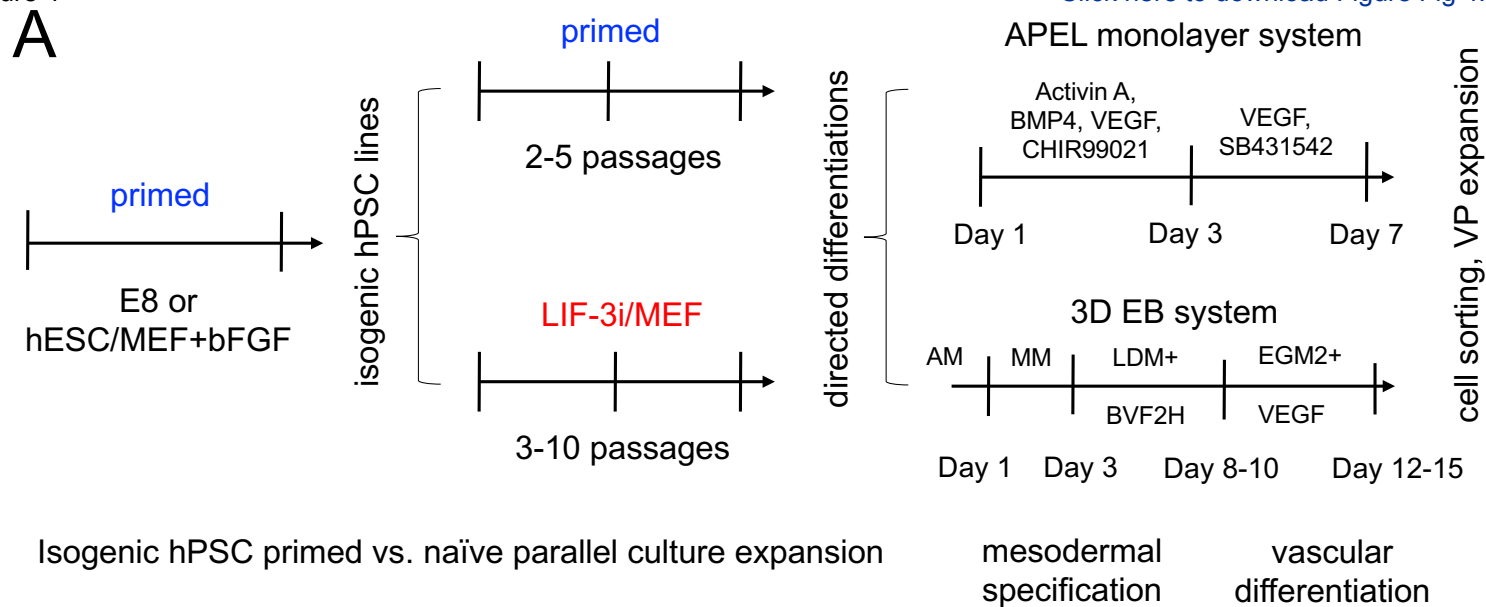 A
primed
E8 or
hESC/MEF+bFGF
isogenic hPSC lines
primed
2-5 passages
LIF-3i/MEF
3-10 passages
directed differentiations
APEL monolayer system
Activin A,
BMP4, VEGF,
CHIR99021
VEGF,
SB431542
Day 1
Day 3
Day 7
3D EB system
AM
MM
LDM+
EGM2+
BVF2H
VEGF
Day 1
Day 3
Day 8-10
Day 12-15
cell sorting, VP expansion
Isogenic hPSC primed vs. naïve parallel culture expansion
mesodermal
specification
vascular
differentiation